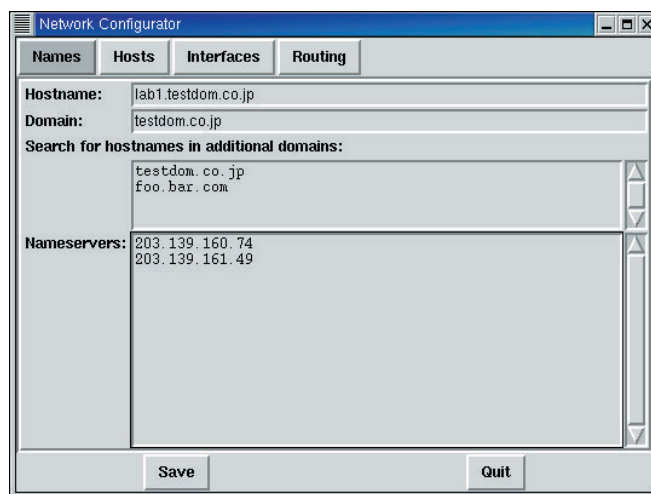 Network Configurator
Names Hosts Interfaces Routing
Hostname: lab1.testdom.co.jp
Domain: testdom.co.jp
Search for hostnames in additional domains:
testdom.co.jp
foo.bar.com
Nameservers: 203.139.160.74
203.139.161.49
Save Quit